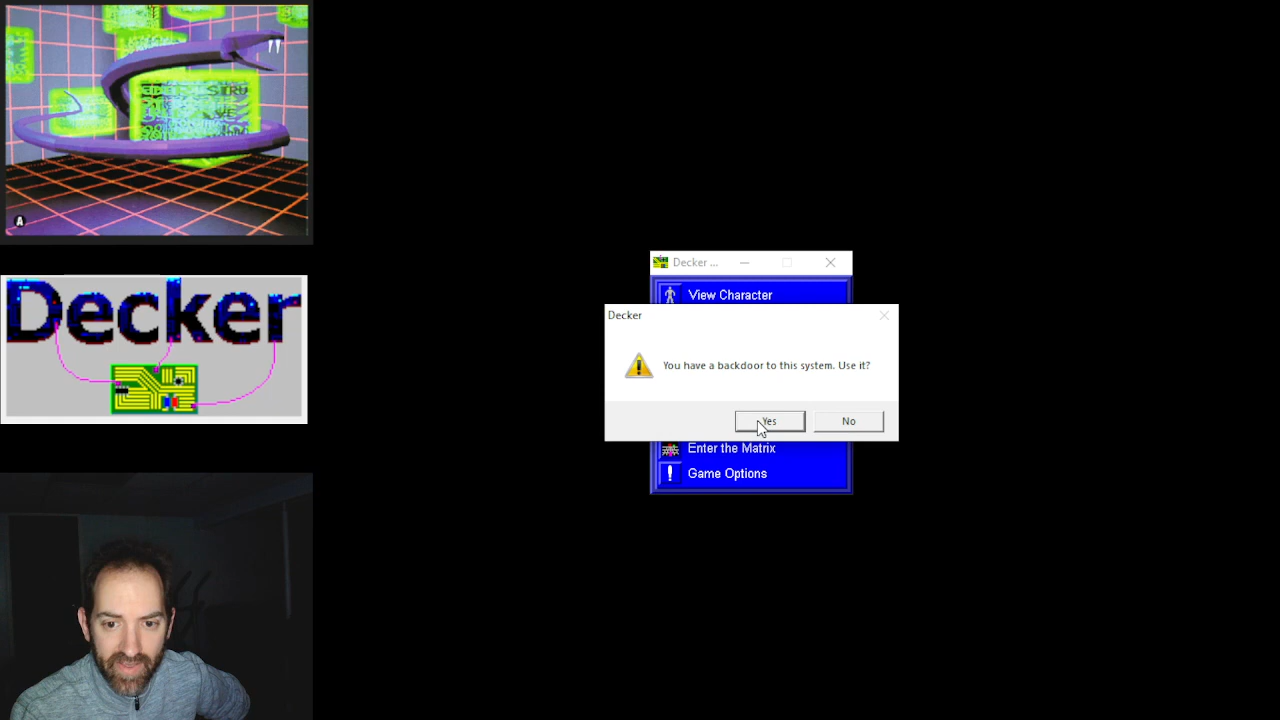 A
Decker
Decker ...
View Character
Decker
You have a backdoor to this system. Use it?
Yes
No
Enter the Matrix
Game Options